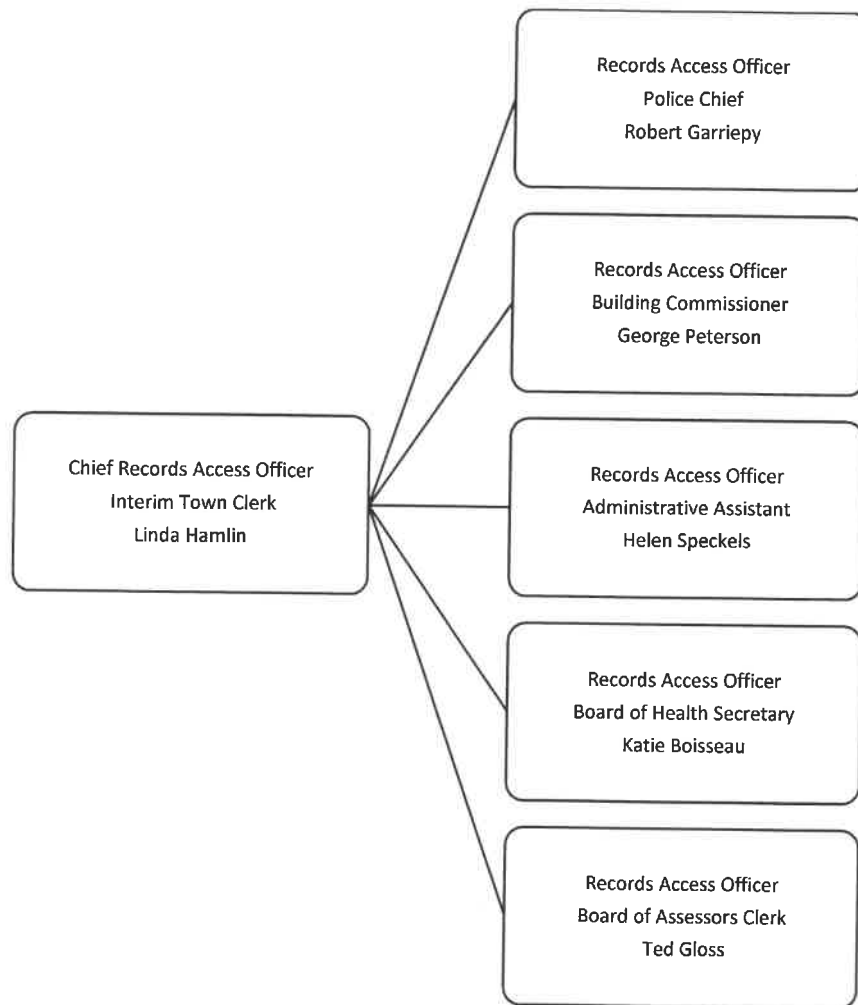 Records Access Officer
Police Chief
Robert Garriepy
Records Access Officer
Building Commissioner
George Peterson
Chief Records Access Officer
Interim Town Clerk
Linda Hamlin
Records Access Officer
Administrative Assistant
Helen Speckels
Records Access Officer
Board of Health Secretary
Katie Boisseau
Records Access Officer
Board of Assessors Clerk
Ted Gloss